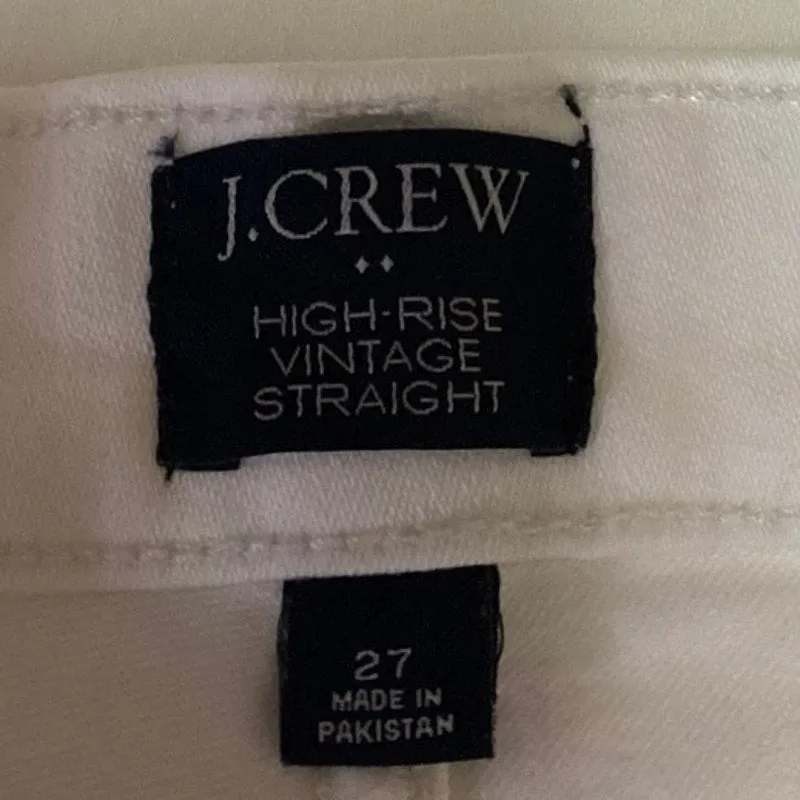 J.CREW
HIGH-RISE
VINTAGE
STRAIGHT
27
MADE IN
PAKISTAN